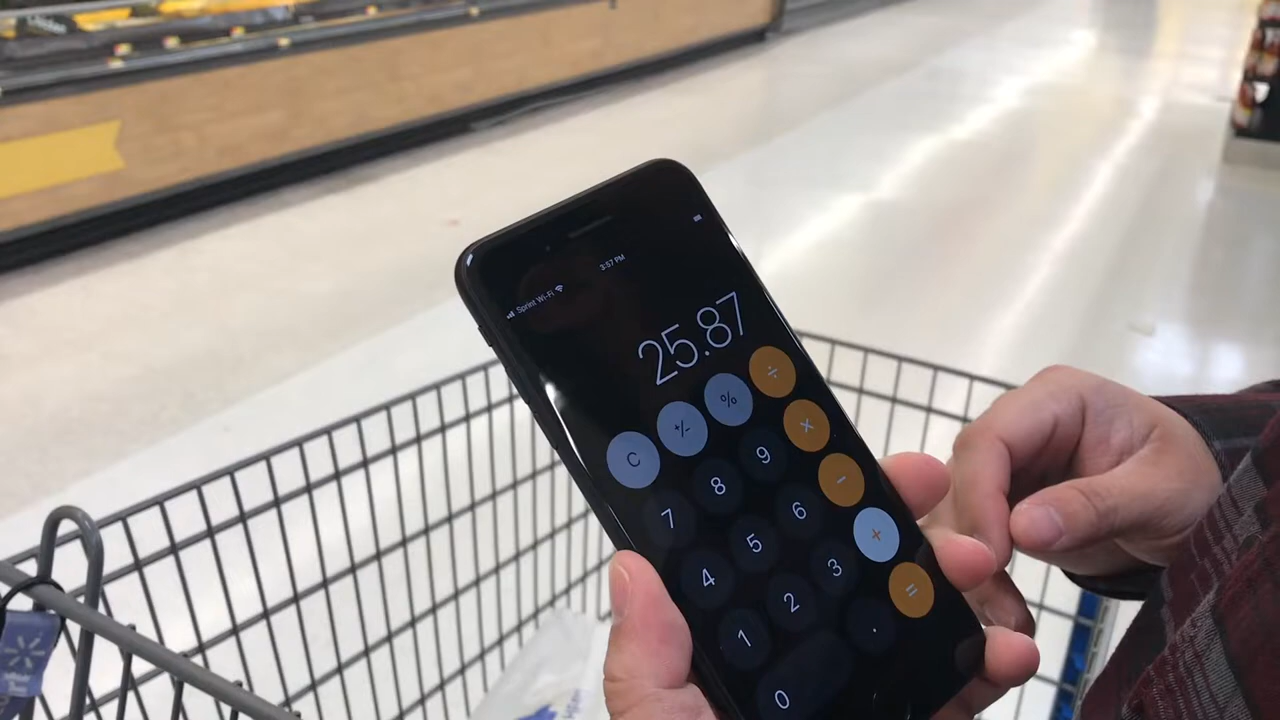 Sprint Wi-Fi 3:57 PM
25.87
C +/- % ÷
7 8 9 ×
4 5 6 −
1 2 3 +
0 . =